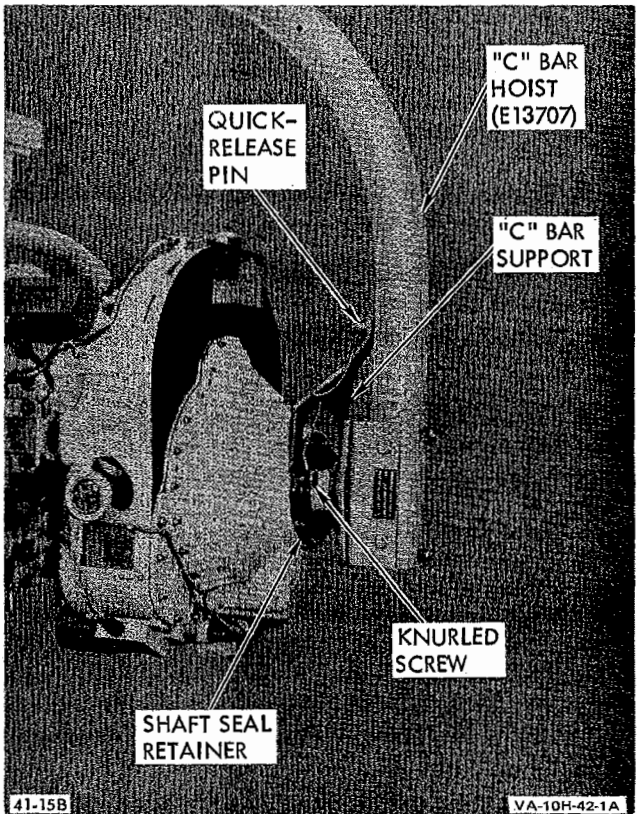 "C" BAR
HOIST
(E13707)
QUICK-
RELEASE
PIN
"C" BAR
SUPPORT
KNURLED
SCREW
SHAFT SEAL
RETAINER
41-15B
VA-10H-42-1A